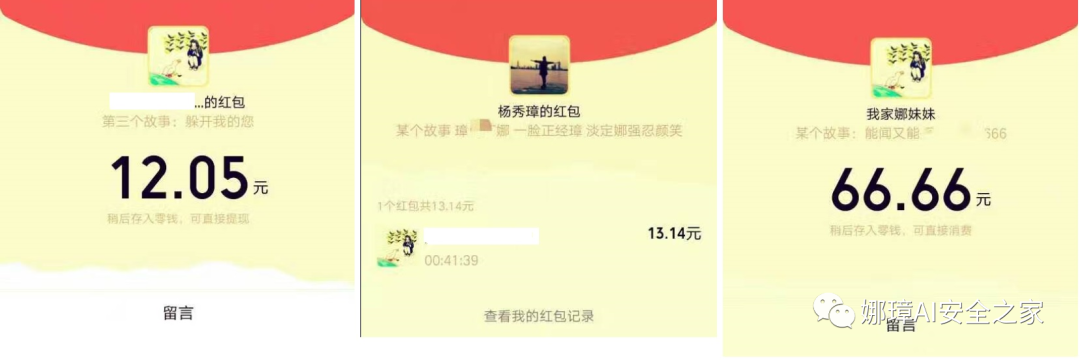 ...的红包
第三个故事：躲开我的您
12.05元
稍后存入零钱，可直接提现
留言
杨秀璋的红包
某个故事 璋 娜 一脸正经璋 淡定娜强忍颜笑
1个红包共13.14元
13.14元
00:41:39
查看我的红包记录
我家娜妹妹
某个故事：能闻又能 666
66.66元
稍后存入零钱，可直接消费
留言
娜璋AI安全之家